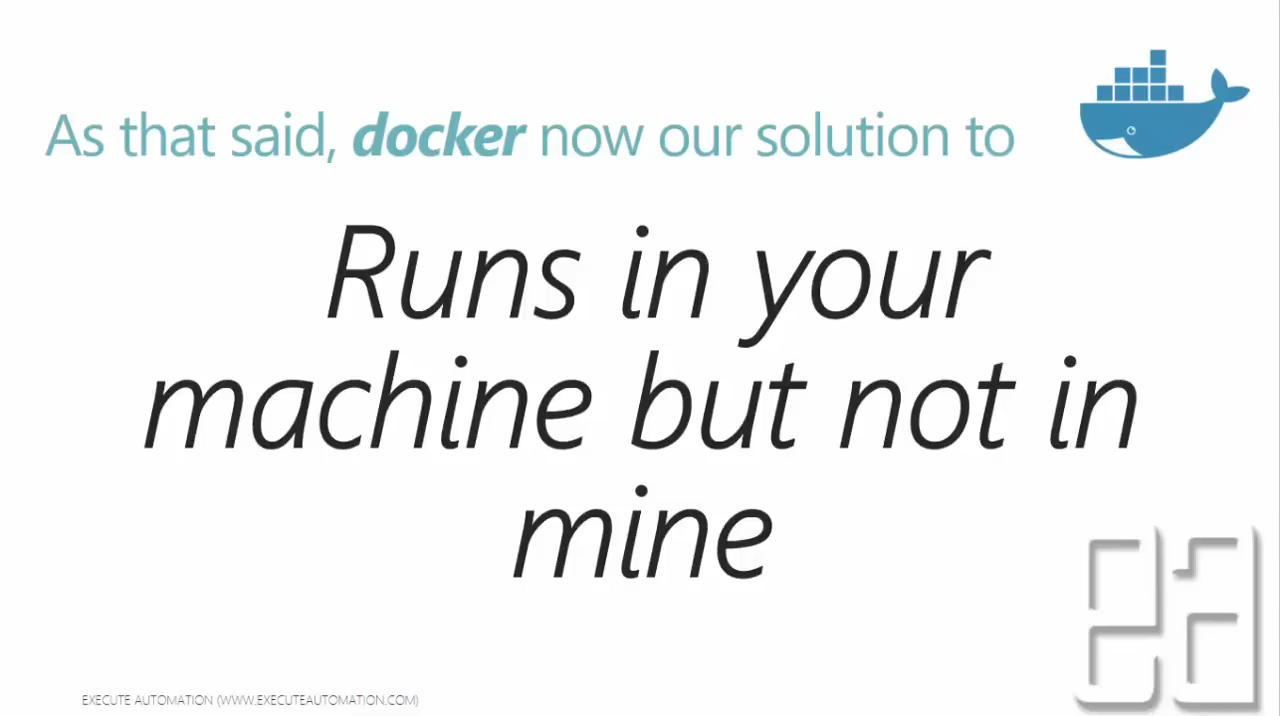 As that said, docker now our solution to
Runs in your
machine but not in
mine
ea
EXECUTE AUTOMATION (WWW.EXECUTEAUTOMATION.COM)